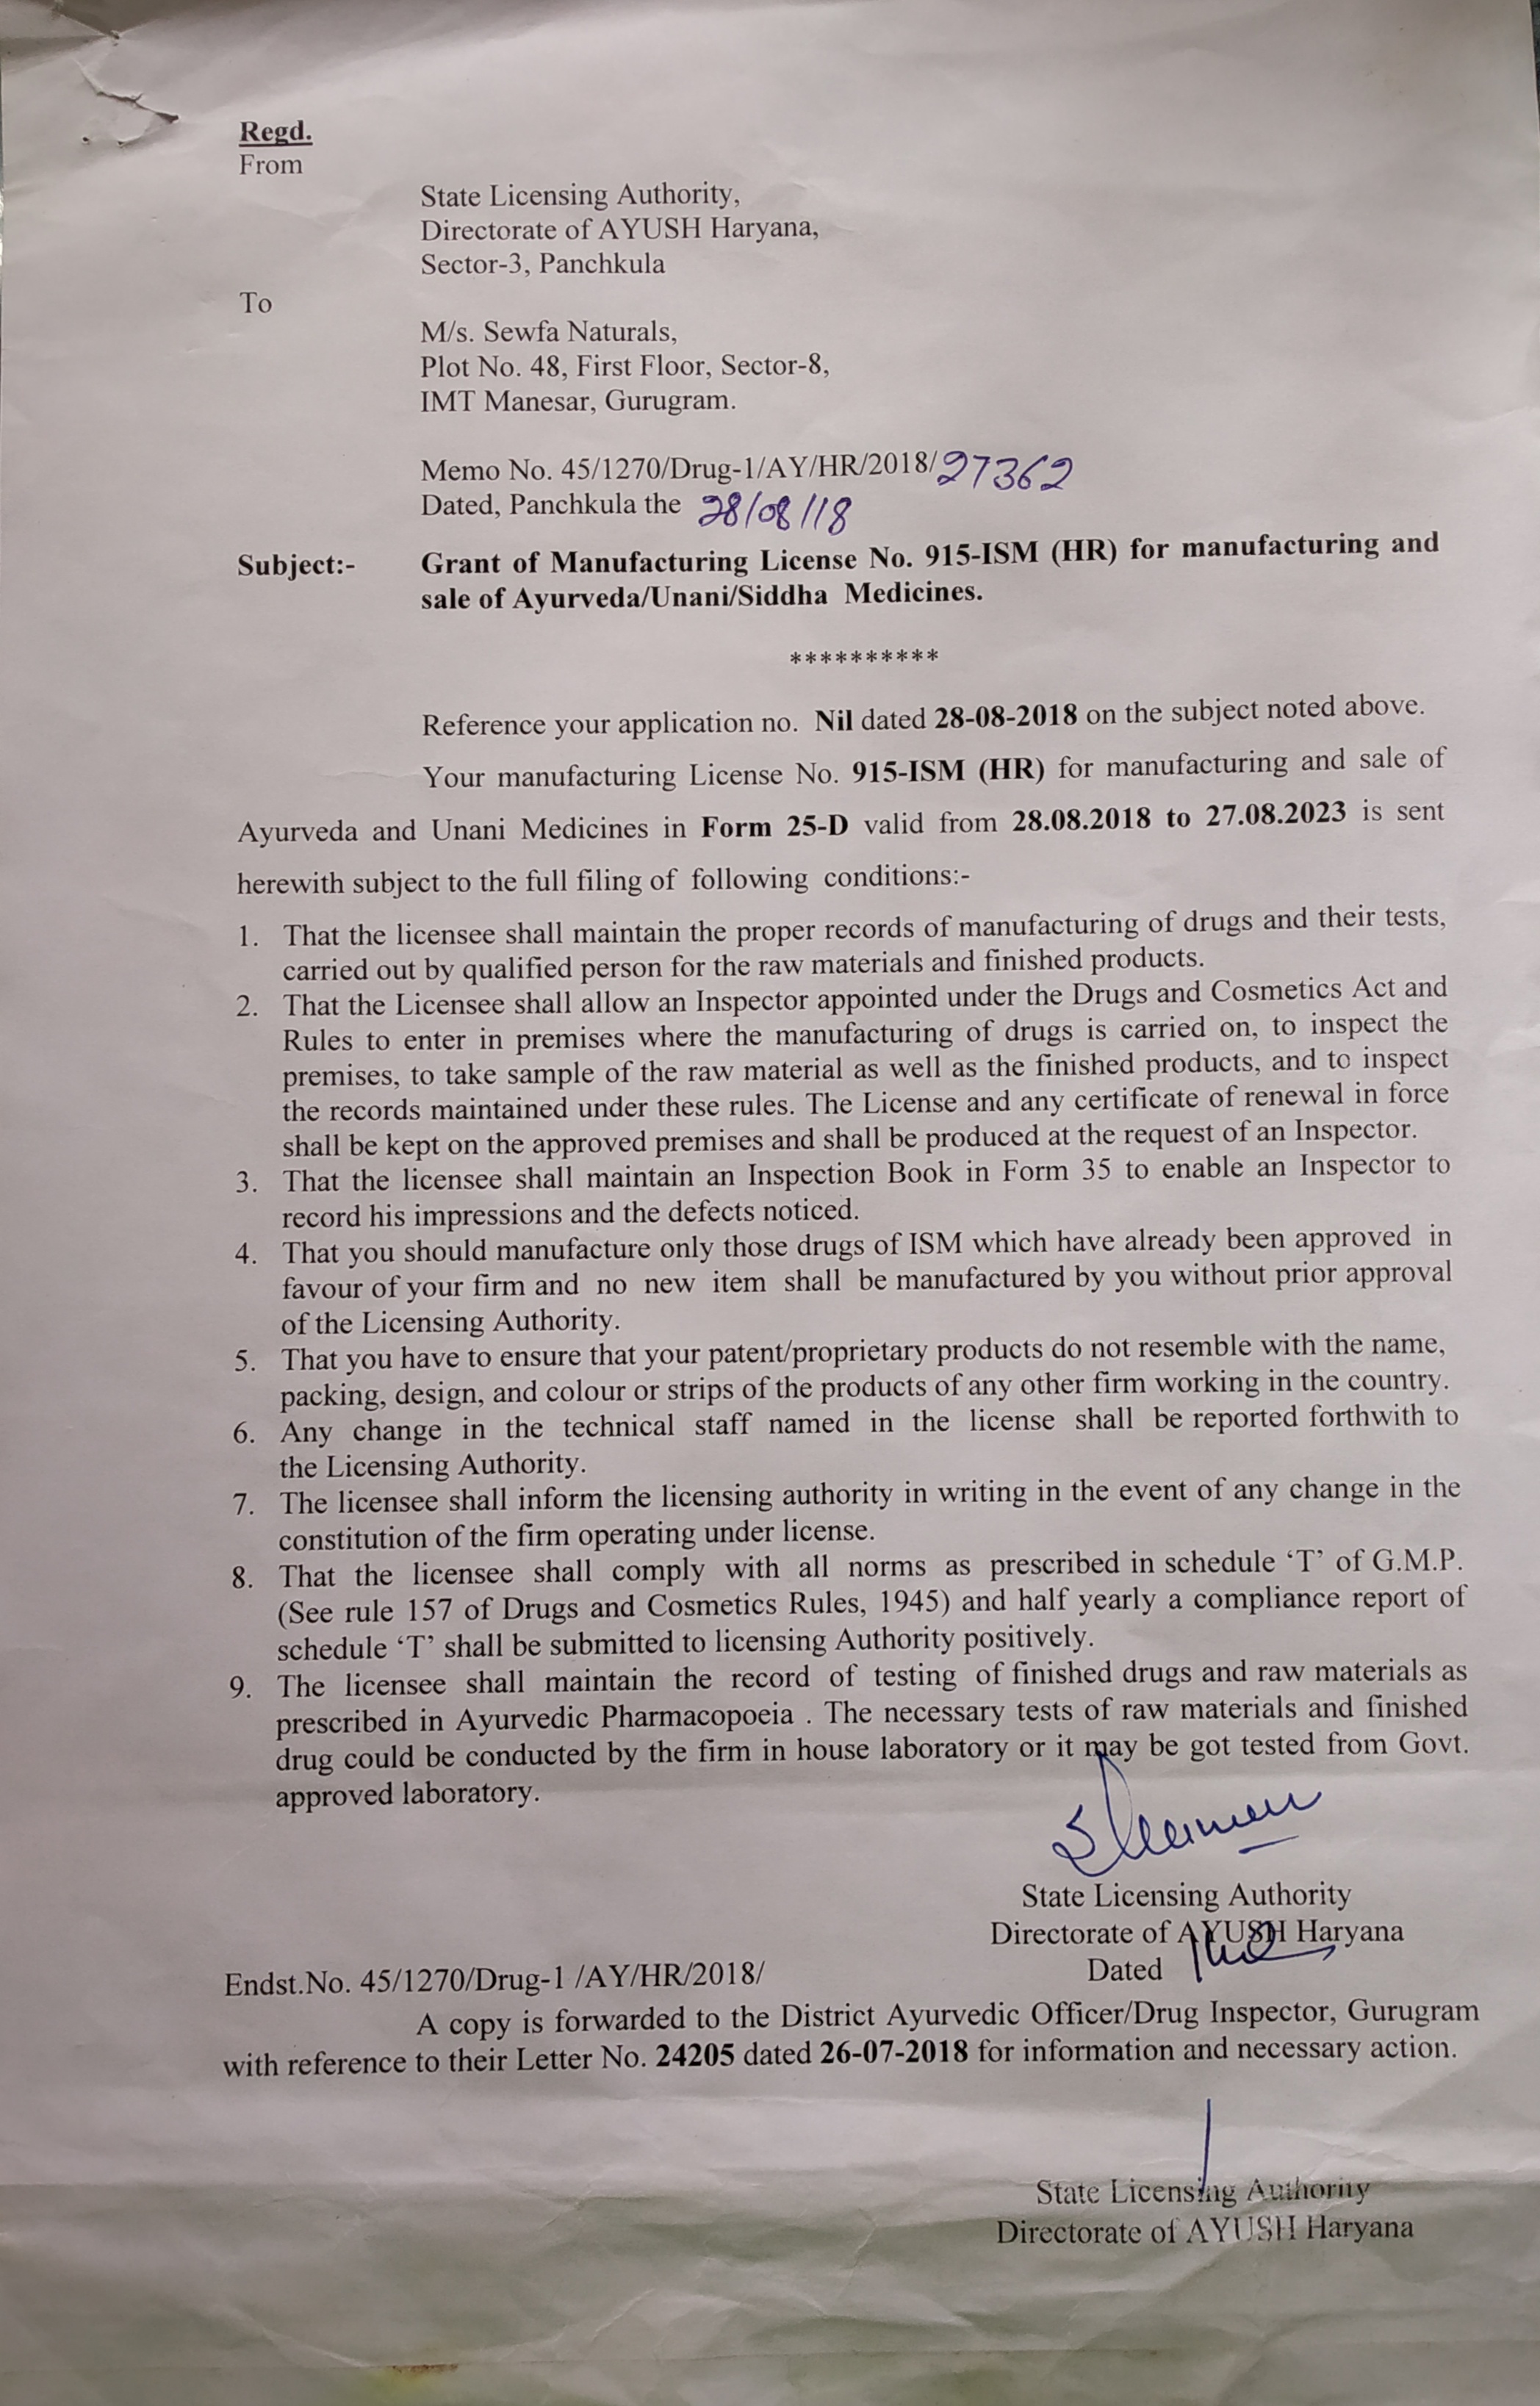 Regd.
From
State Licensing Authority,
Directorate of AYUSH Haryana,
Sector-3, Panchkula
To
M/s. Sewfa Naturals,
Plot No. 48, First Floor, Sector-8,
IMT Manesar, Gurugram.
Memo No. 45/1270/Drug-1/AY/HR/2018/27362
Dated, Panchkula the 28/08/18
Subject:- Grant of Manufacturing License No. 915-ISM (HR) for manufacturing and
sale of Ayurveda/Unani/Siddha Medicines.
**********
Reference your application no. Nil dated 28-08-2018 on the subject noted above.
Your manufacturing License No. 915-ISM (HR) for manufacturing and sale of
Ayurveda and Unani Medicines in Form 25-D valid from 28.08.2018 to 27.08.2023 is sent
herewith subject to the full filing of following conditions:-
1. That the licensee shall maintain the proper records of manufacturing of drugs and their tests,
carried out by qualified person for the raw materials and finished products.
2. That the Licensee shall allow an Inspector appointed under the Drugs and Cosmetics Act and
Rules to enter in premises where the manufacturing of drugs is carried on, to inspect the
premises, to take sample of the raw material as well as the finished products, and to inspect
the records maintained under these rules. The License and any certificate of renewal in force
shall be kept on the approved premises and shall be produced at the request of an Inspector.
3. That the licensee shall maintain an Inspection Book in Form 35 to enable an Inspector to
record his impressions and the defects noticed.
4. That you should manufacture only those drugs of ISM which have already been approved in
favour of your firm and no new item shall be manufactured by you without prior approval
of the Licensing Authority.
5. That you have to ensure that your patent/proprietary products do not resemble with the name,
packing, design, and colour or strips of the products of any other firm working in the country.
6. Any change in the technical staff named in the license shall be reported forthwith to
the Licensing Authority.
7. The licensee shall inform the licensing authority in writing in the event of any change in the
constitution of the firm operating under license.
8. That the licensee shall comply with all norms as prescribed in schedule ‘T’ of G.M.P.
(See rule 157 of Drugs and Cosmetics Rules, 1945) and half yearly a compliance report of
schedule ‘T’ shall be submitted to licensing Authority positively.
9. The licensee shall maintain the record of testing of finished drugs and raw materials as
prescribed in Ayurvedic Pharmacopoeia . The necessary tests of raw materials and finished
drug could be conducted by the firm in house laboratory or it may be got tested from Govt.
approved laboratory.
State Licensing Authority
Directorate of AYUSH Haryana
Endst.No. 45/1270/Drug-1 /AY/HR/2018/ Dated
A copy is forwarded to the District Ayurvedic Officer/Drug Inspector, Gurugram
with reference to their Letter No. 24205 dated 26-07-2018 for information and necessary action.
State Licensing Authority
Directorate of AYUSH Haryana